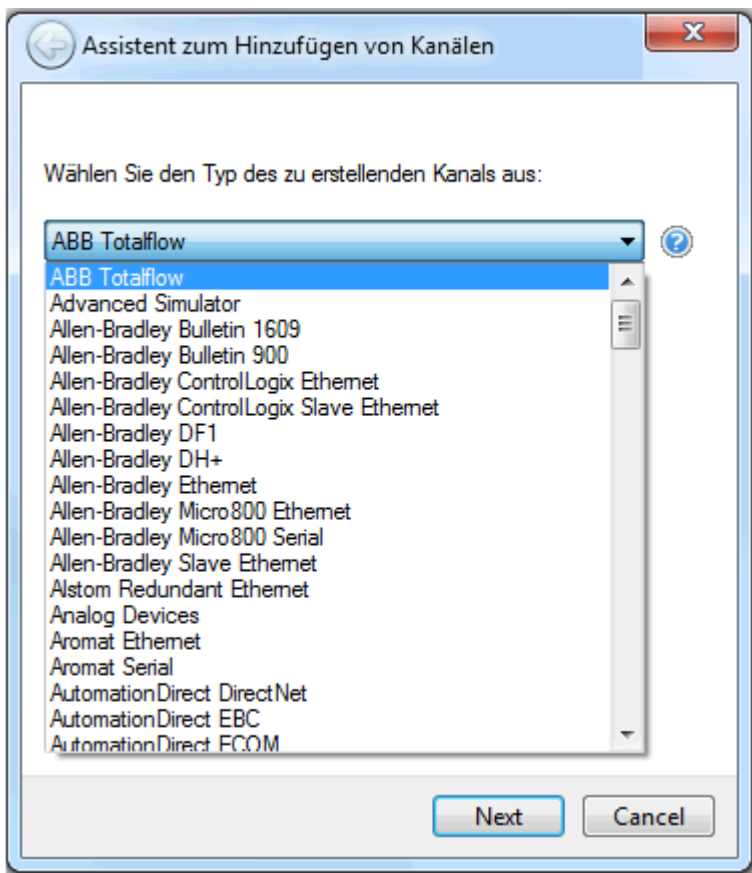 Assistent zum Hinzufügen von Kanälen
Wählen Sie den Typ des zu erstellenden Kanals aus:
ABB Totalflow
ABB Totalflow
Advanced Simulator
Allen-Bradley Bulletin 1609
Allen-Bradley Bulletin 900
Allen-Bradley ControlLogix Ethernet
Allen-Bradley ControlLogix Slave Ethernet
Allen-Bradley DF1
Allen-Bradley DH+
Allen-Bradley Ethernet
Allen-Bradley Micro800 Ethernet
Allen-Bradley Micro800 Serial
Allen-Bradley Slave Ethernet
Alstom Redundant Ethernet
Analog Devices
Aromat Ethernet
Aromat Serial
AutomationDirect DirectNet
AutomationDirect EBC
AutomationDirect ECOM
Next Cancel